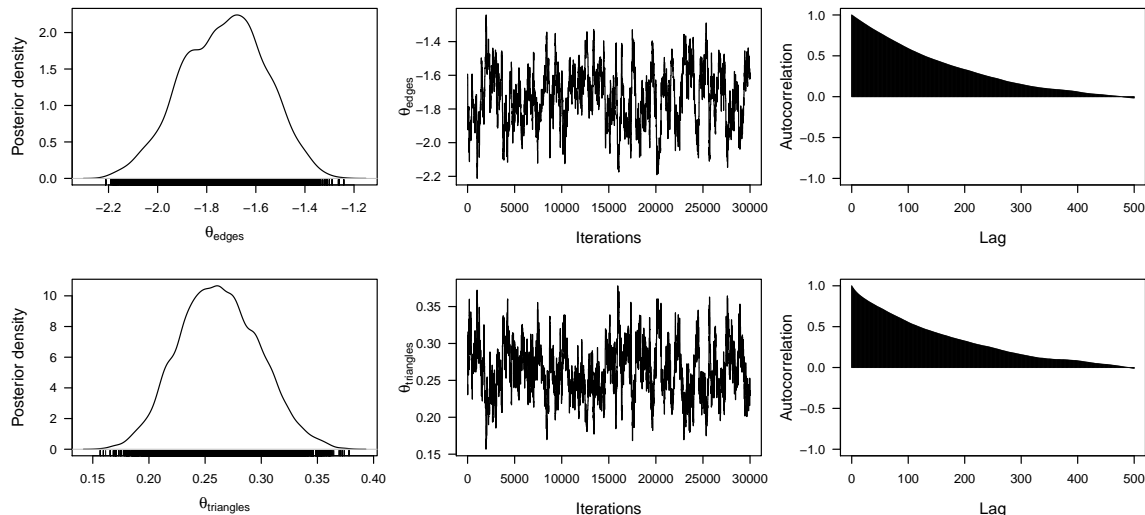 Posterior density
2.0
1.5
1.0
0.5
0.0
−2.2 −2.0 −1.8 −1.6 −1.4 −1.2
θedges
θedges
−1.4
−1.6
−1.8
−2.0
−2.2
0 5000 10000 15000 20000 25000 30000
Iterations
Autocorrelation
1.0
0.5
0.0
−0.5
−1.0
0 100 200 300 400 500
Lag
Posterior density
10
8
6
4
2
0
0.15 0.20 0.25 0.30 0.35 0.40
θtriangles
θtriangles
0.35
0.30
0.25
0.20
0.15
0 5000 10000 15000 20000 25000 30000
Iterations
Autocorrelation
1.0
0.5
0.0
−0.5
−1.0
0 100 200 300 400 500
Lag